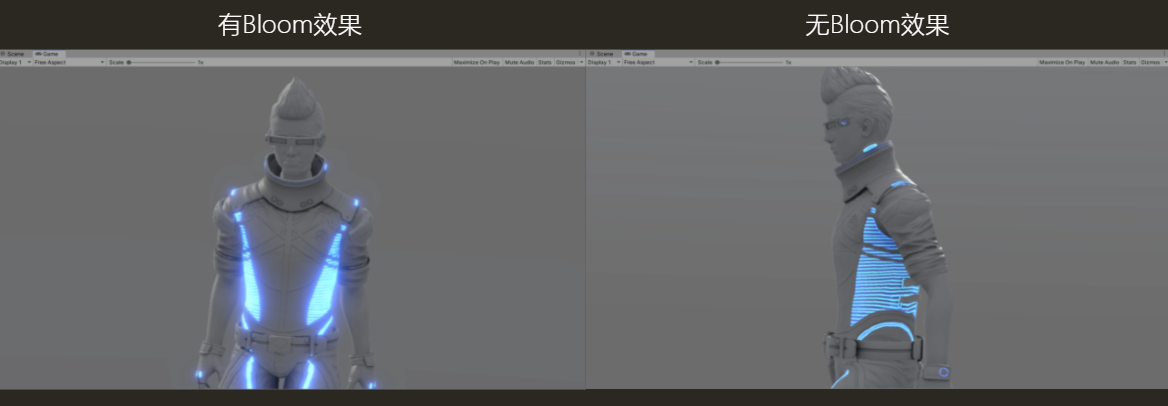 有Bloom效果
无Bloom效果
Scene Game
Display 1 Free Aspect Scale 1x Maximize On Play Mute Audio Stats Gizmos
Scene Game
Display 1 Free Aspect Scale 1x Maximize On Play Mute Audio Stats Gizmos